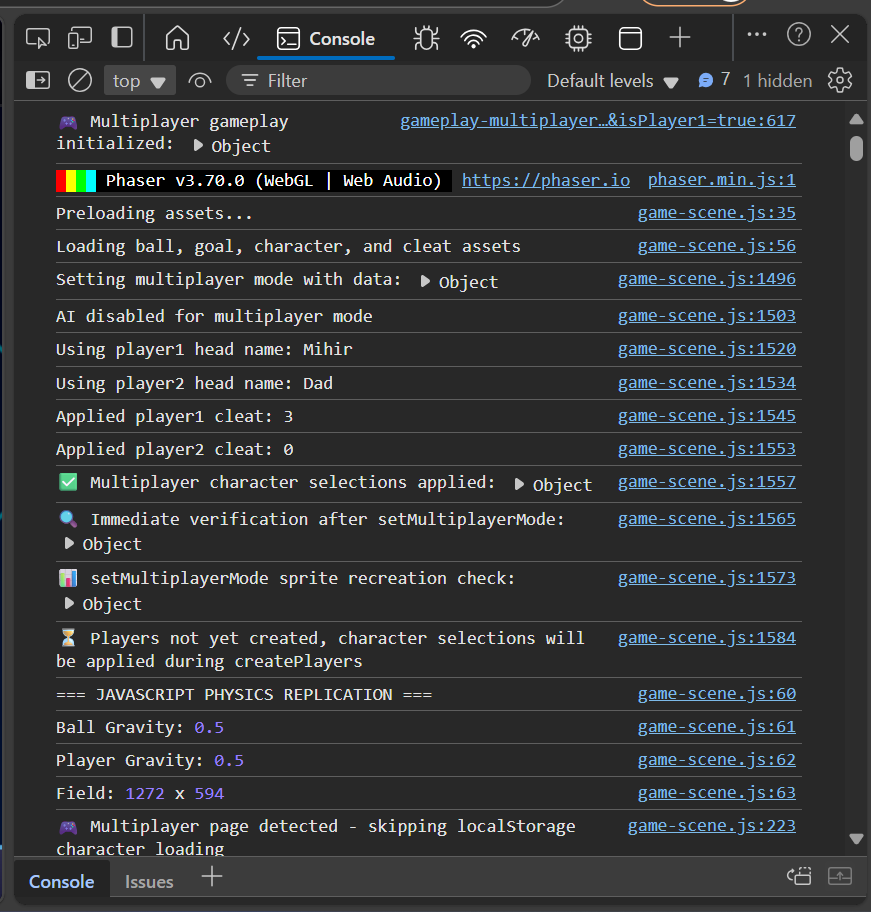 Console
top
Filter
Default levels
7
1 hidden
🎮 Multiplayer gameplay gameplay-multiplayer…&isPlayer1=true:617
initialized: ▶ Object
Phaser v3.70.0 (WebGL | Web Audio) https://phaser.io phaser.min.js:1
Preloading assets... game-scene.js:35
Loading ball, goal, character, and cleat assets game-scene.js:56
Setting multiplayer mode with data: ▶ Object game-scene.js:1496
AI disabled for multiplayer mode game-scene.js:1503
Using player1 head name: Mihir game-scene.js:1520
Using player2 head name: Dad game-scene.js:1534
Applied player1 cleat: 3 game-scene.js:1545
Applied player2 cleat: 0 game-scene.js:1553
✅ Multiplayer character selections applied: ▶ Object game-scene.js:1557
🔍 Immediate verification after setMultiplayerMode: game-scene.js:1565
▶ Object
📊 setMultiplayerMode sprite recreation check: game-scene.js:1573
▶ Object
⏳ Players not yet created, character selections will game-scene.js:1584
be applied during createPlayers
=== JAVASCRIPT PHYSICS REPLICATION === game-scene.js:60
Ball Gravity: 0.5 game-scene.js:61
Player Gravity: 0.5 game-scene.js:62
Field: 1272 x 594 game-scene.js:63
🎮 Multiplayer page detected - skipping localStorage game-scene.js:223
character loading
Console
Issues